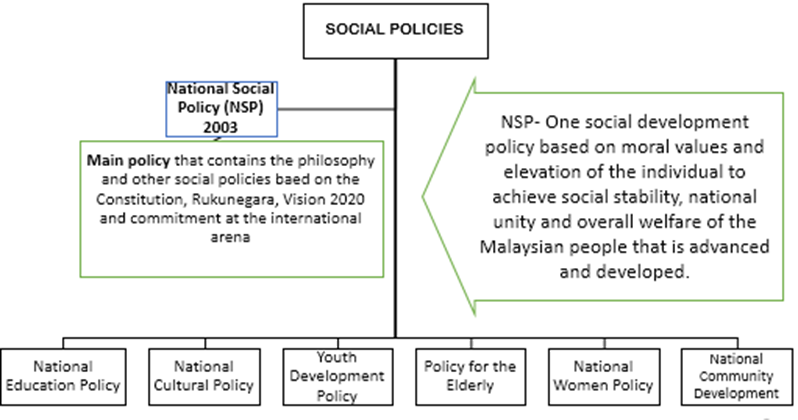 SOCIAL POLICIES
National Social
Policy (NSP)
2003
Main policy that contains the philosophy
and other social policies baed on the
Constitution, Rukunegara, Vision 2020
and commitment at the international
arena
NSP- One social development
policy based on moral values and
elevation of the individual to
achieve social stability, national
unity and overall welfare of the
Malaysian people that is advanced
and developed.
National
Education Policy
National
Cultural Policy
Youth
Development
Policy
Policy for the
Elderly
National
Women Policy
National
Community
Development